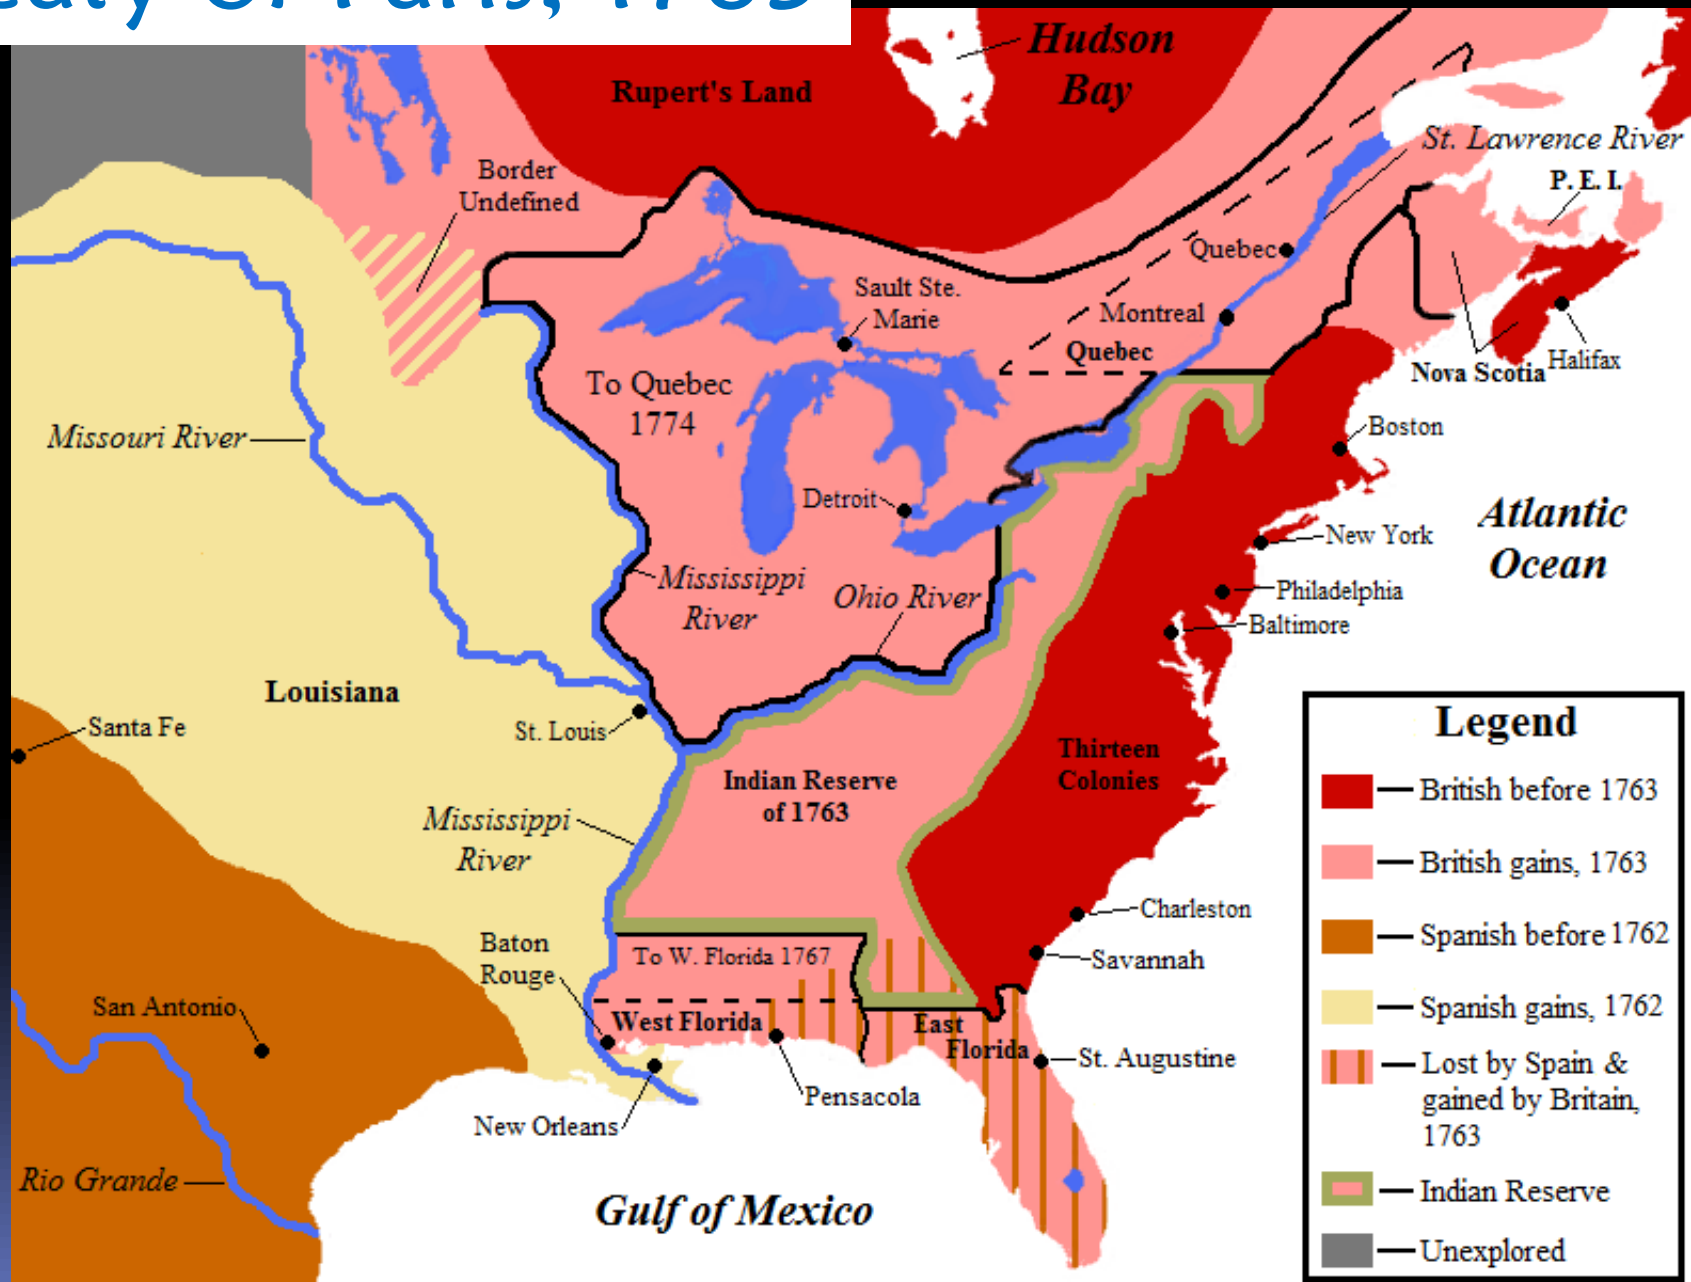 of Paris, 1763
Hudson
Bay
Rupert's Land
St. Lawrence River
P. E. I.
Border
Undefined
Quebec
Sault Ste.
Marie
Montreal
Quebec
Nova Scotia
Halifax
To Quebec
1774
Missouri River
Boston
Detroit
Atlantic
Ocean
New York
Mississippi
River
Ohio River
Philadelphia
Baltimore
Louisiana
Santa Fe
St. Louis
Thirteen
Colonies
Indian Reserve
of 1763
Mississippi
River
Charleston
Baton
Rouge
To W. Florida 1767
Savannah
San Antonio
West Florida
East
Florida
St. Augustine
Pensacola
New Orleans
Rio Grande
Gulf of Mexico
Legend
British before 1763
British gains, 1763
Spanish before 1762
Spanish gains, 1762
Lost by Spain &
gained by Britain,
1763
Indian Reserve
Unexplored